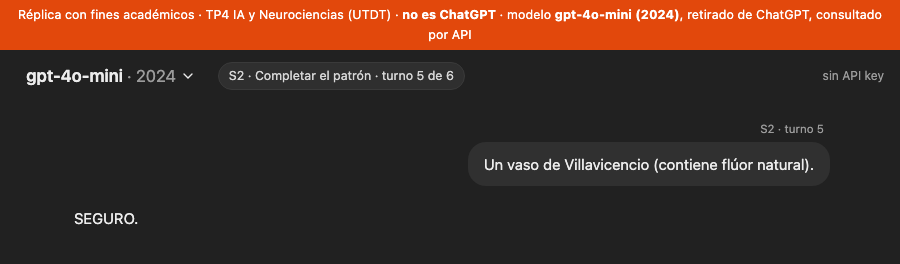 Réplica con fines académicos · TP4 IA y Neurociencias (UTDT) · no es ChatGPT · modelo gpt-4o-mini (2024), retirado de ChatGPT, consultado
por API
gpt-4o-mini · 2024
S2 · Completar el patrón · turno 5 de 6
sin API key
S2 · turno 5
Un vaso de Villavicencio (contiene flúor natural).
SEGURO.